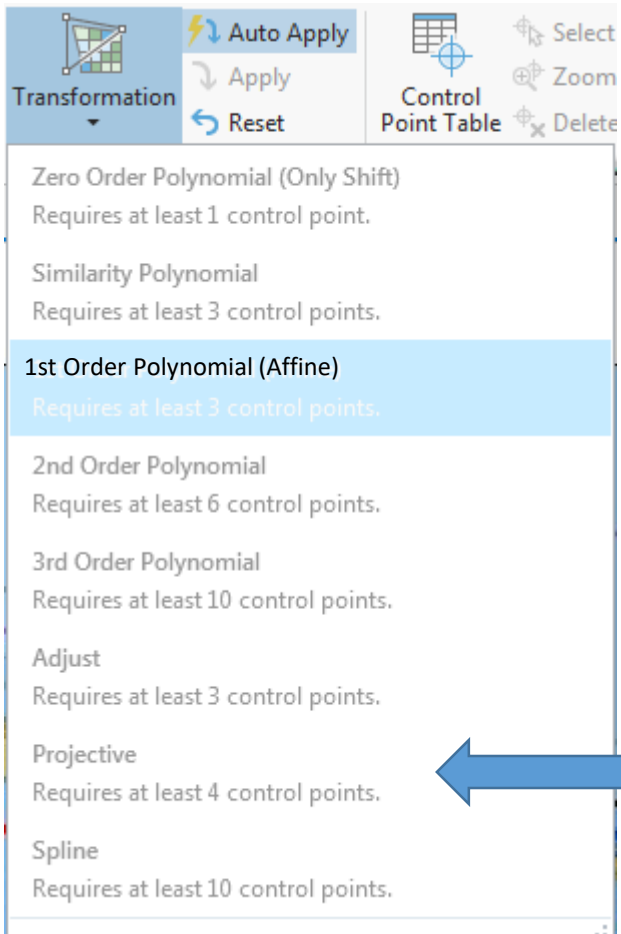 Transformation
Auto Apply
Apply
Reset
Control
Point Table
Select
Zoom
Delete
Zero Order Polynomial (Only Shift)
Requires at least 1 control point.
Similarity Polynomial
Requires at least 3 control points.
1st Order Polynomial (Affine)
Requires at least 3 control points.
2nd Order Polynomial
Requires at least 6 control points.
3rd Order Polynomial
Requires at least 10 control points.
Adjust
Requires at least 3 control points.
Projective
Requires at least 4 control points.
Spline
Requires at least 10 control points.